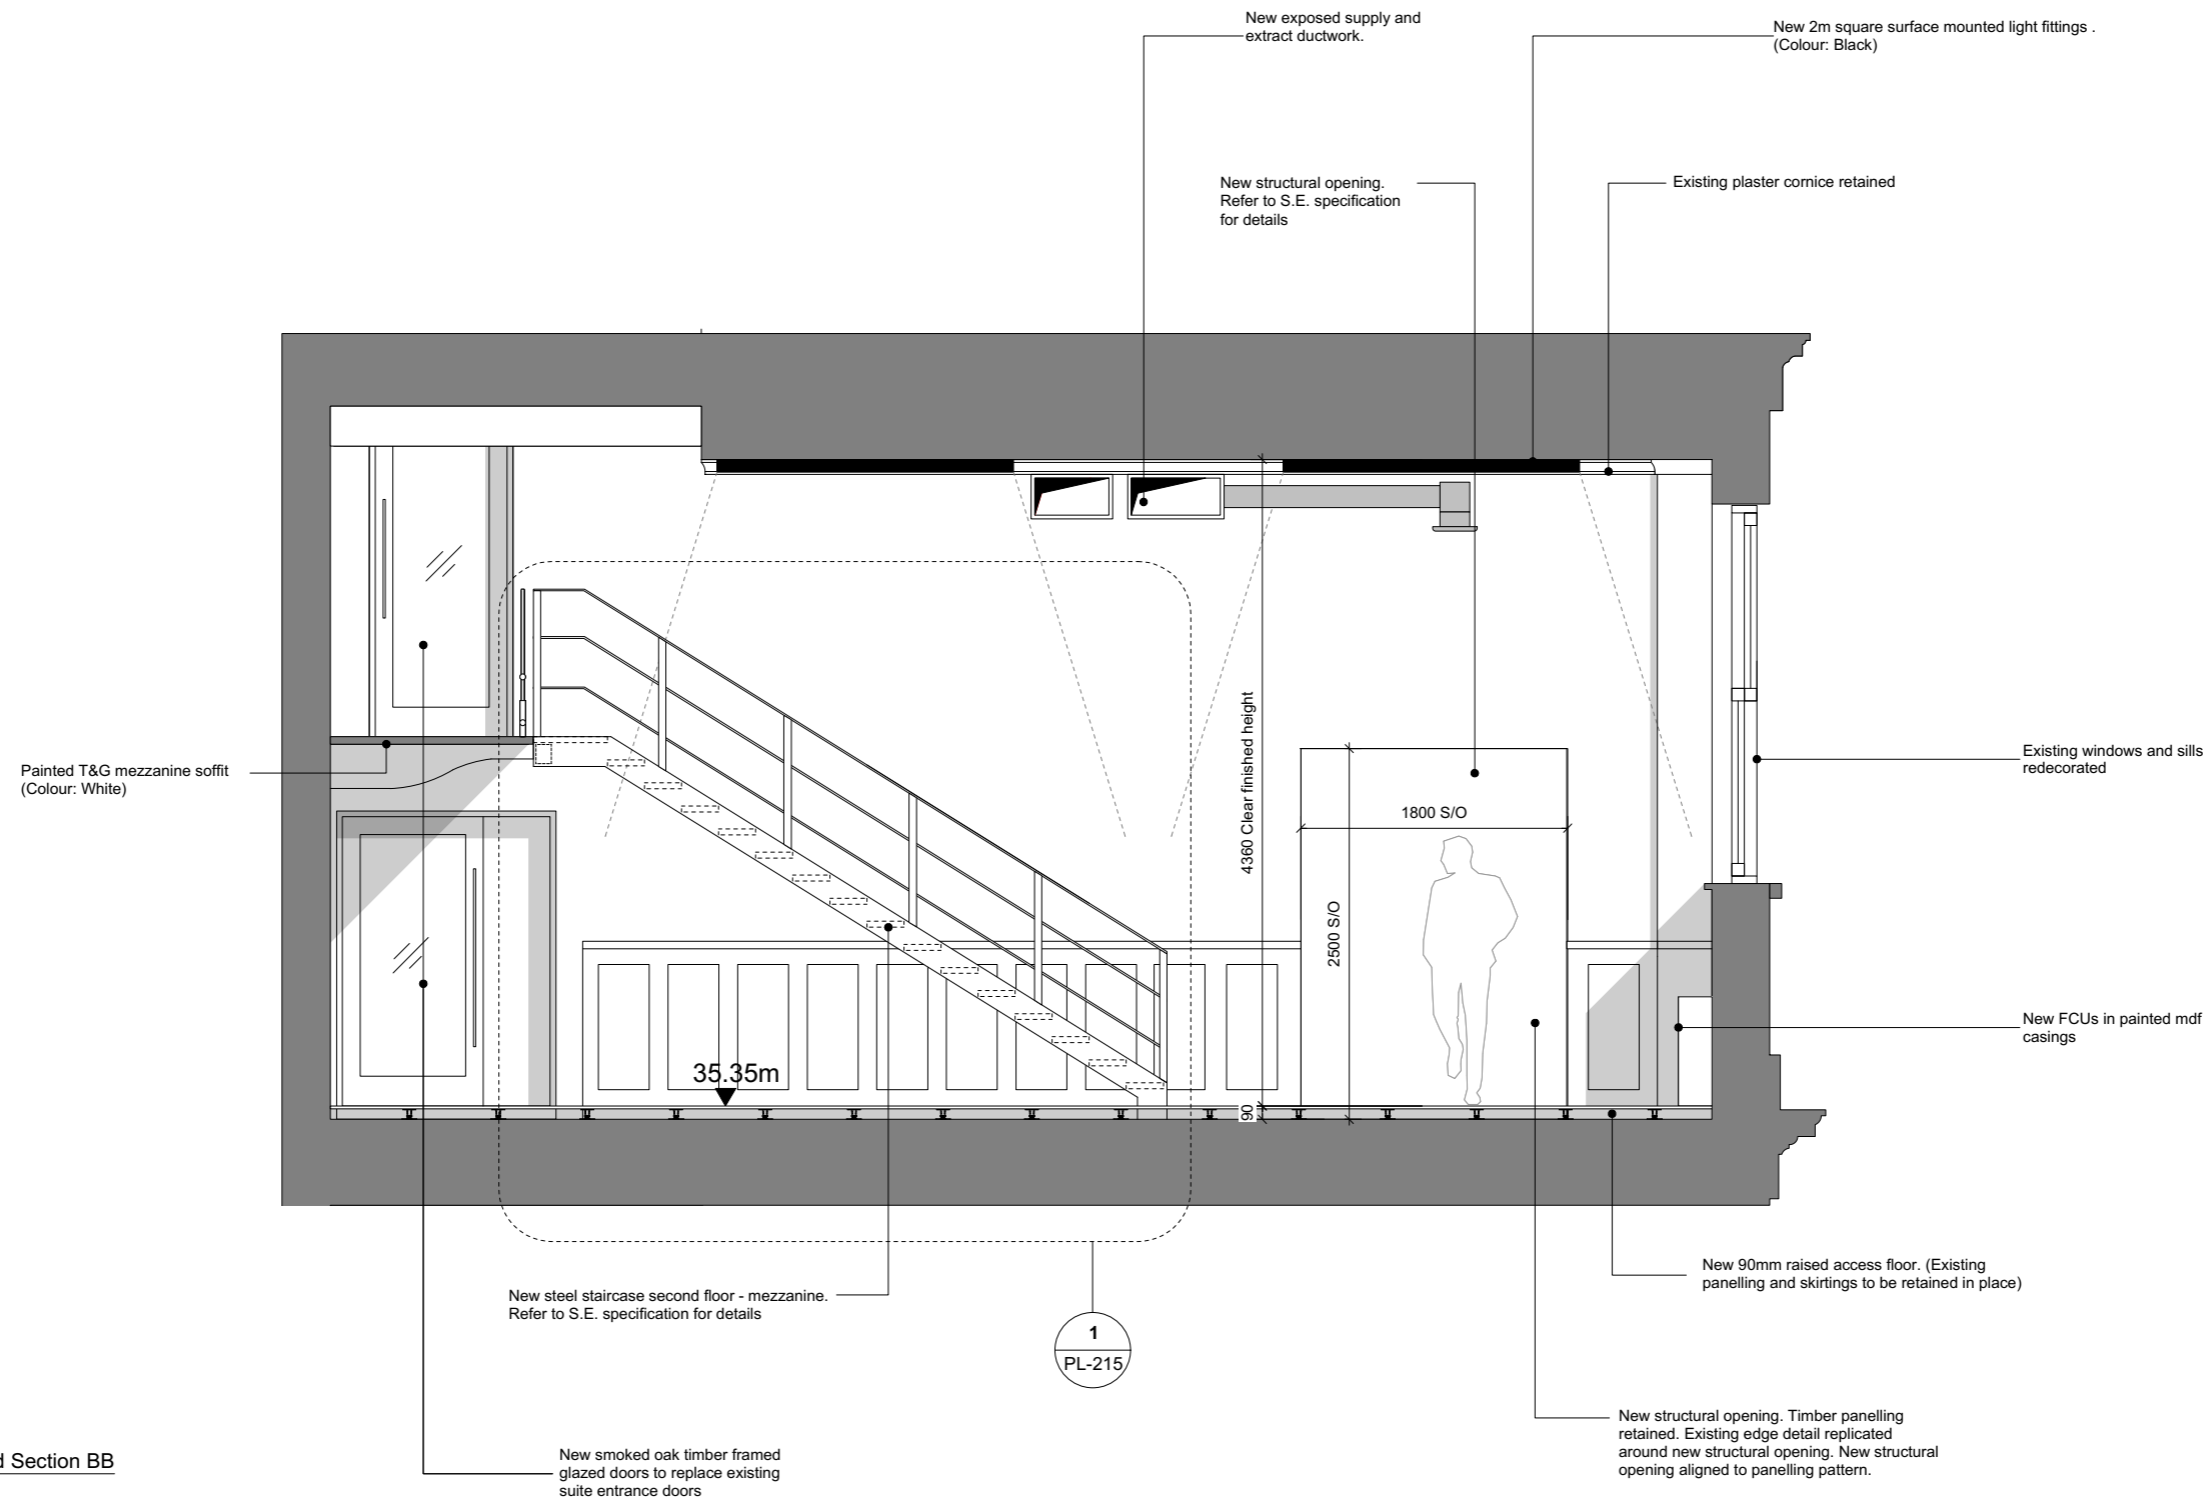 New exposed supply and
extract ductwork.
New 2m square surface mounted light fittings .
(Colour: Black)
New structural opening.
Refer to S.E. specification
for details
Existing plaster cornice retained
4360 Clear finished height
Painted T&G mezzanine soffit
(Colour: White)
Existing windows and sills
redecorated
1800 S/O
2500 S/O
New FCUs in painted mdf
casings
35.35m
90
New 90mm raised access floor. (Existing
panelling and skirtings to be retained in place)
New steel staircase second floor - mezzanine.
Refer to S.E. specification for details
1
PL-215
New structural opening. Timber panelling
retained. Existing edge detail replicated
around new structural opening. New structural
opening aligned to panelling pattern.
Section BB
New smoked oak timber framed
glazed doors to replace existing
suite entrance doors